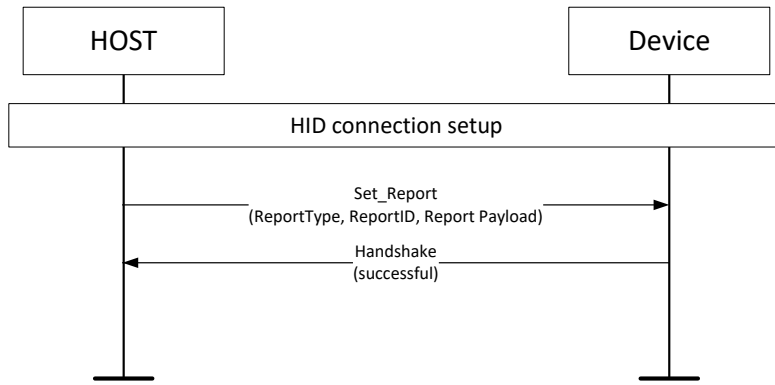 HOST
Device
HID connection setup
Set_Report
(ReportType, ReportID, Report Payload)
Handshake
(successful)